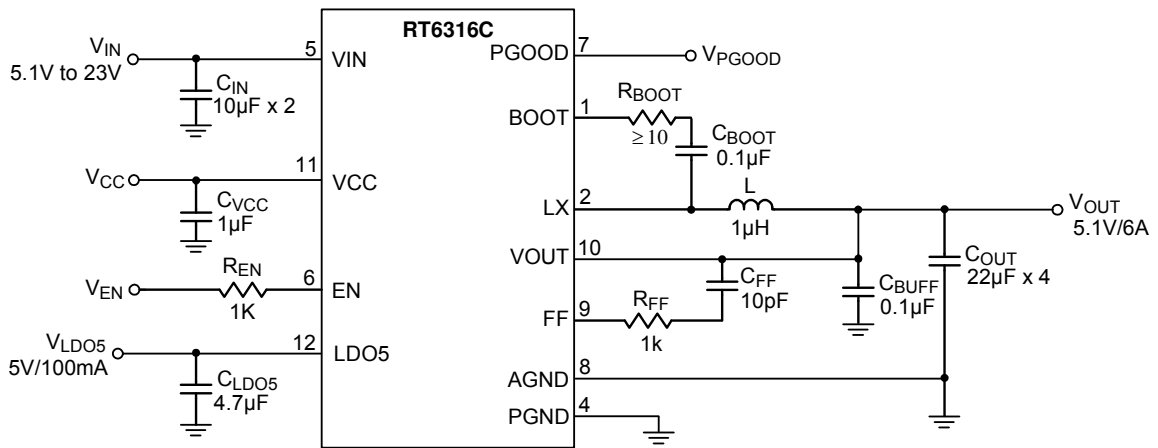 RT6316C
VIN
5.1V to 23V
5
VIN
CIN
10µF x 2
VCC
11
VCC
CVCC
1µF
VEN
REN
1K
6
EN
VLDO5
5V/100mA
12
LDO5
CLDO5
4.7µF
PGOOD
7
VPGOOD
BOOT
1
RBOOT
≥10
CBOOT
0.1µF
LX
2
L
1µH
VOUT
5.1V/6A
VOUT
10
CFF
10pF
CBUFF
0.1µF
COUT
22µF x 4
FF
9
RFF
1k
AGND
8
PGND
4